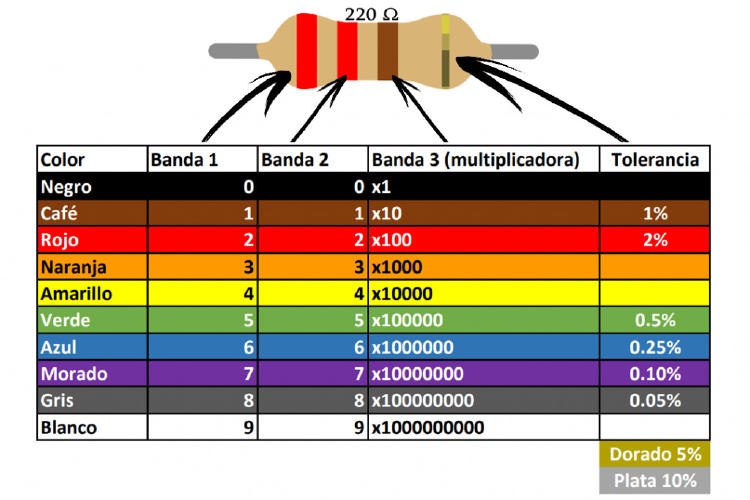 220 Ω
Color Banda 1 Banda 2 Banda 3 (multiplicadora) Tolerancia
Negro 0 0 x1
Café 1 1 x10 1%
Rojo 2 2 x100 2%
Naranja 3 3 x1000
Amarillo 4 4 x10000
Verde 5 5 x100000 0.5%
Azul 6 6 x1000000 0.25%
Morado 7 7 x10000000 0.10%
Gris 8 8 x100000000 0.05%
Blanco 9 9 x1000000000
Dorado 5%
Plata 10%